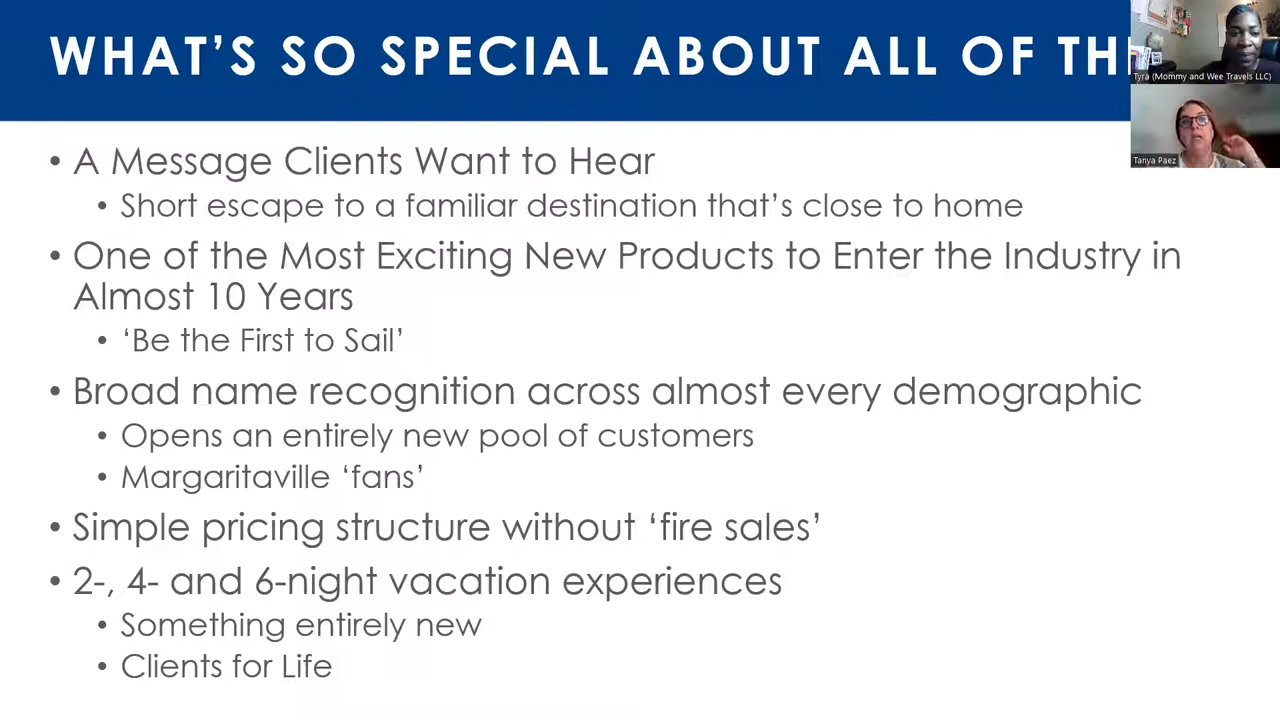 WHAT’S SO SPECIAL ABOUT ALL OF TH
Tyra (Mommy and Wee Travels LLC)
Tanya Paez
• A Message Clients Want to Hear
• Short escape to a familiar destination that’s close to home
• One of the Most Exciting New Products to Enter the Industry in
Almost 10 Years
• ‘Be the First to Sail’
• Broad name recognition across almost every demographic
• Opens an entirely new pool of customers
• Margaritaville ‘fans’
• Simple pricing structure without ‘fire sales’
• 2-, 4- and 6-night vacation experiences
• Something entirely new
• Clients for Life